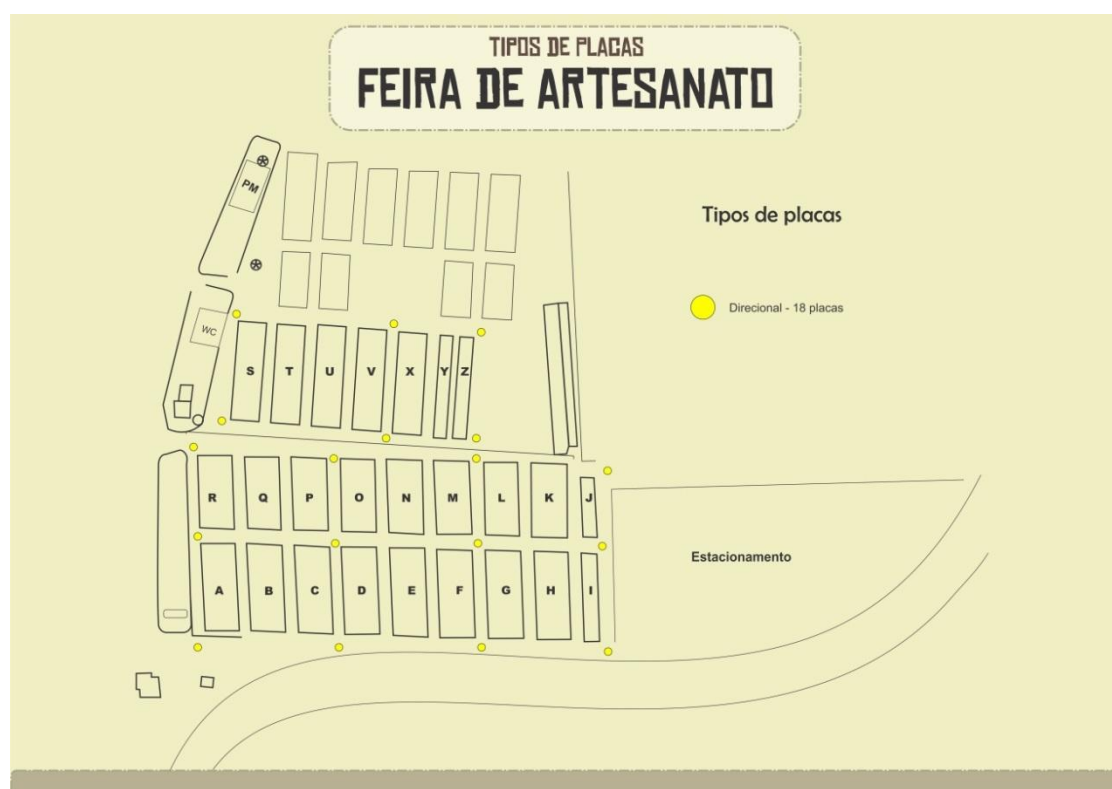 TIPOS DE PLACAS
FEIRA DE ARTESANATO
PM
Tipos de placas
Direcional - 18 placas
WC
S T U V X Y Z
R Q P O N M L K J
Estacionamento
A B C D E F G H I